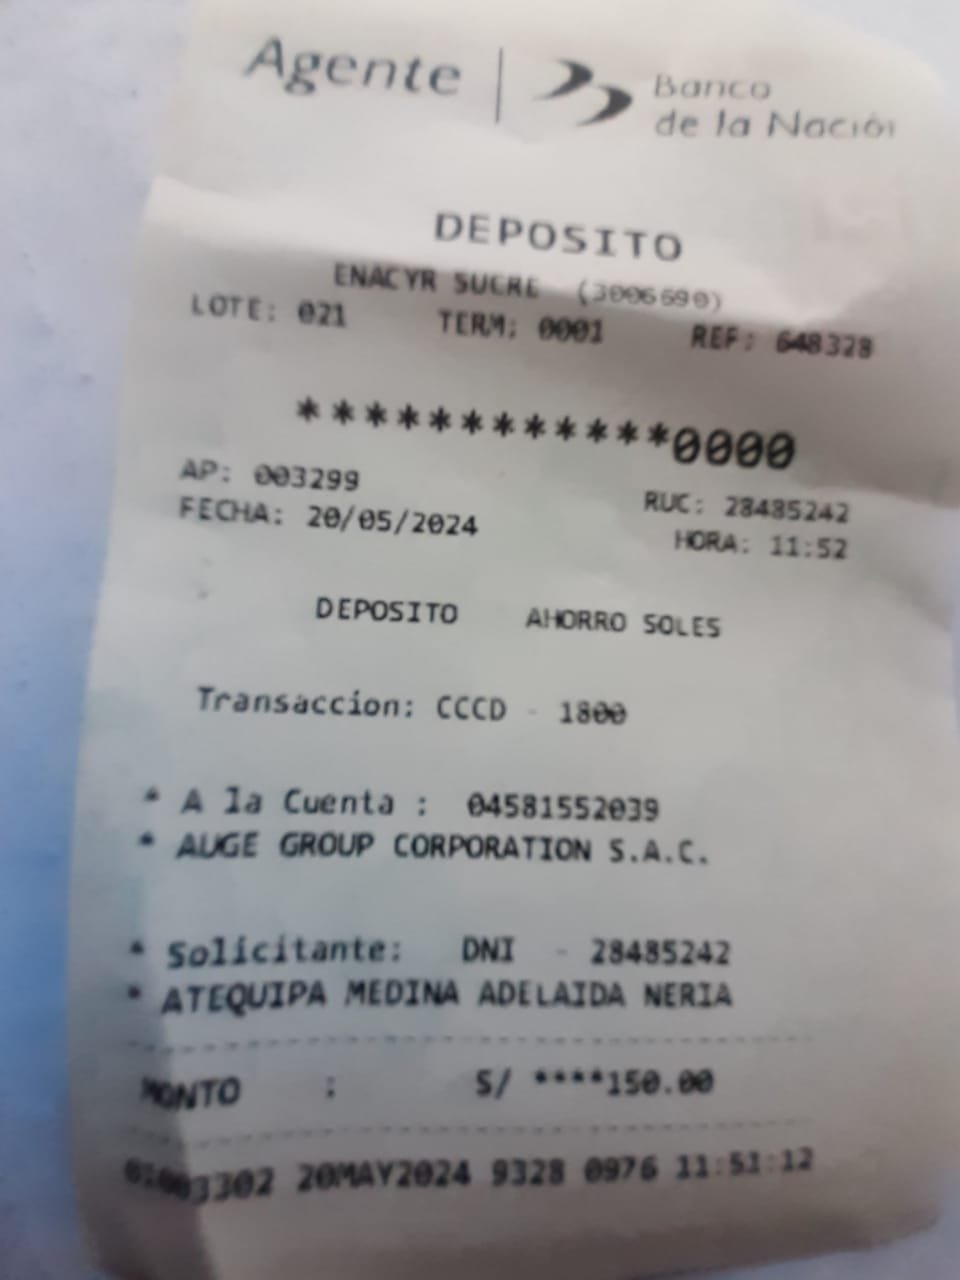 Agente | Banco
de la Nación
DEPOSITO
ENACYR SUCRE (3006690)
LOTE: 021 TERM: 0001 REF: 648328
************0000
AP: 003299 RUC: 28485242
FECHA: 20/05/2024 HORA: 11:52
DEPOSITO AHORRO SOLES
Transaccion: CCCD - 1800
* A la Cuenta : 04581552039
* AUGE GROUP CORPORATION S.A.C.
* Solicitante: DNI - 28485242
* ATEQUIPA MEDINA ADELAIDA NERIA
MONTO : S/ ****150.00
20MAY2024 9328 0976 11:51:12